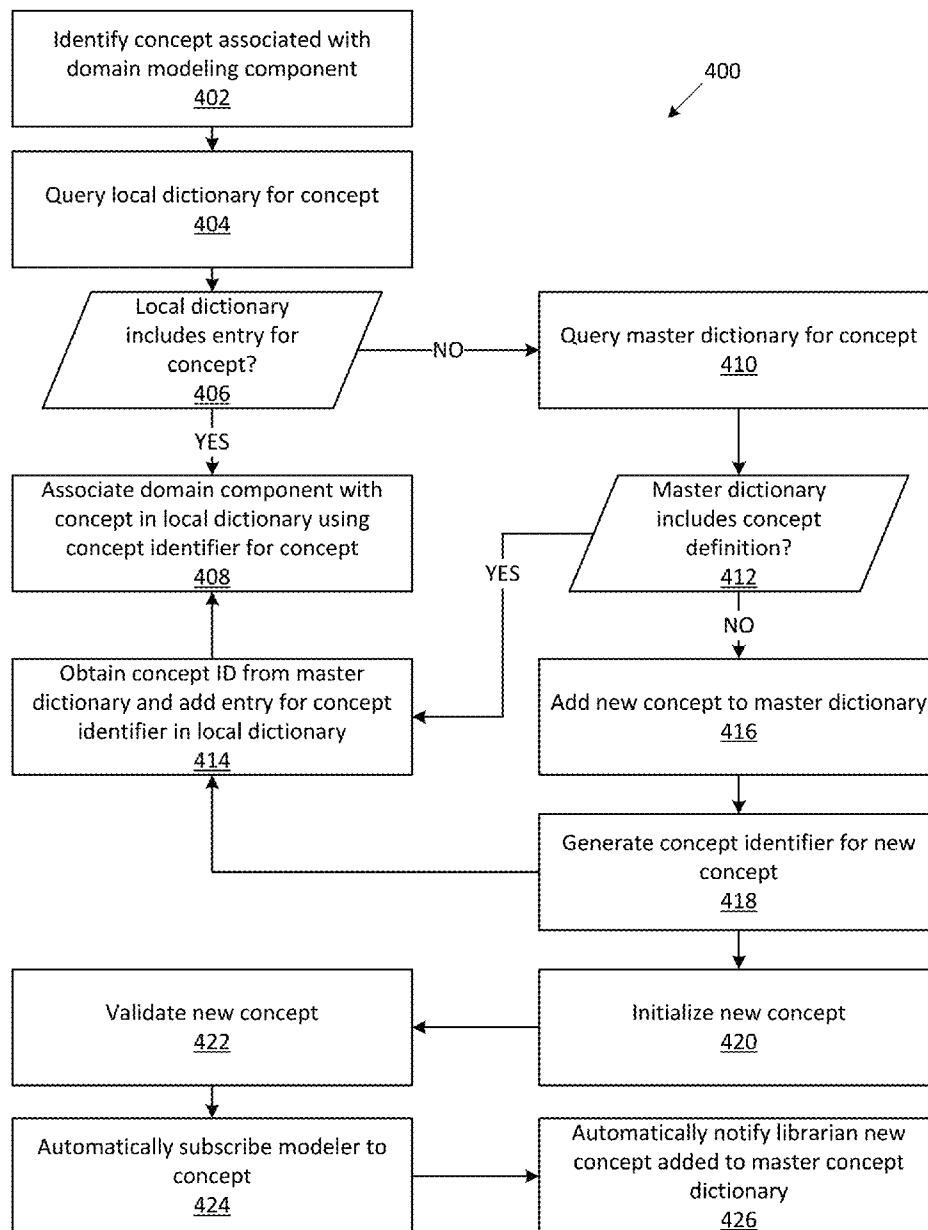 Identify concept associated with
domain modeling component
402
400
Query local dictionary for concept
404
Local dictionary
includes entry for
concept?
406
NO
Query master dictionary for concept
410
YES
Associate domain component with
concept in local dictionary using
concept identifier for concept
408
Master dictionary
includes concept
definition?
412
YES
NO
Obtain concept ID from master
dictionary and add entry for concept
identifier in local dictionary
414
Add new concept to master dictionary
416
Generate concept identifier for new
concept
418
Validate new concept
422
Initialize new concept
420
Automatically subscribe modeler to
concept
424
Automatically notify librarian new
concept added to master concept
dictionary
426